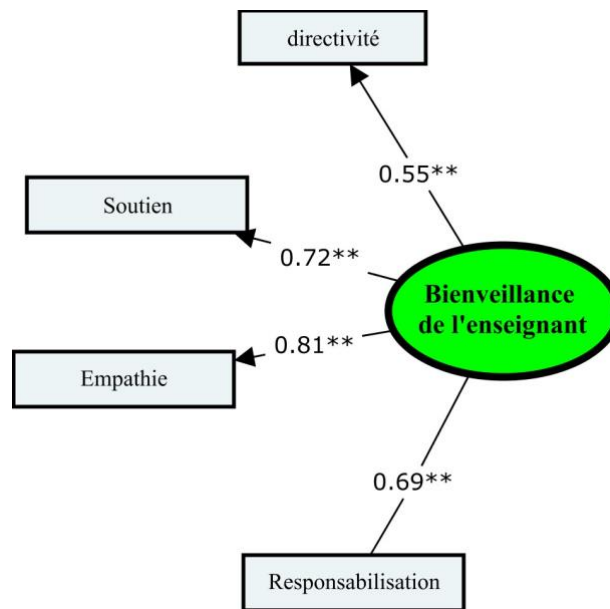 directivité
0.55**
Soutien
0.72**
Bienveillance
de l'enseignant
0.81**
Empathie
0.69**
Responsabilisation